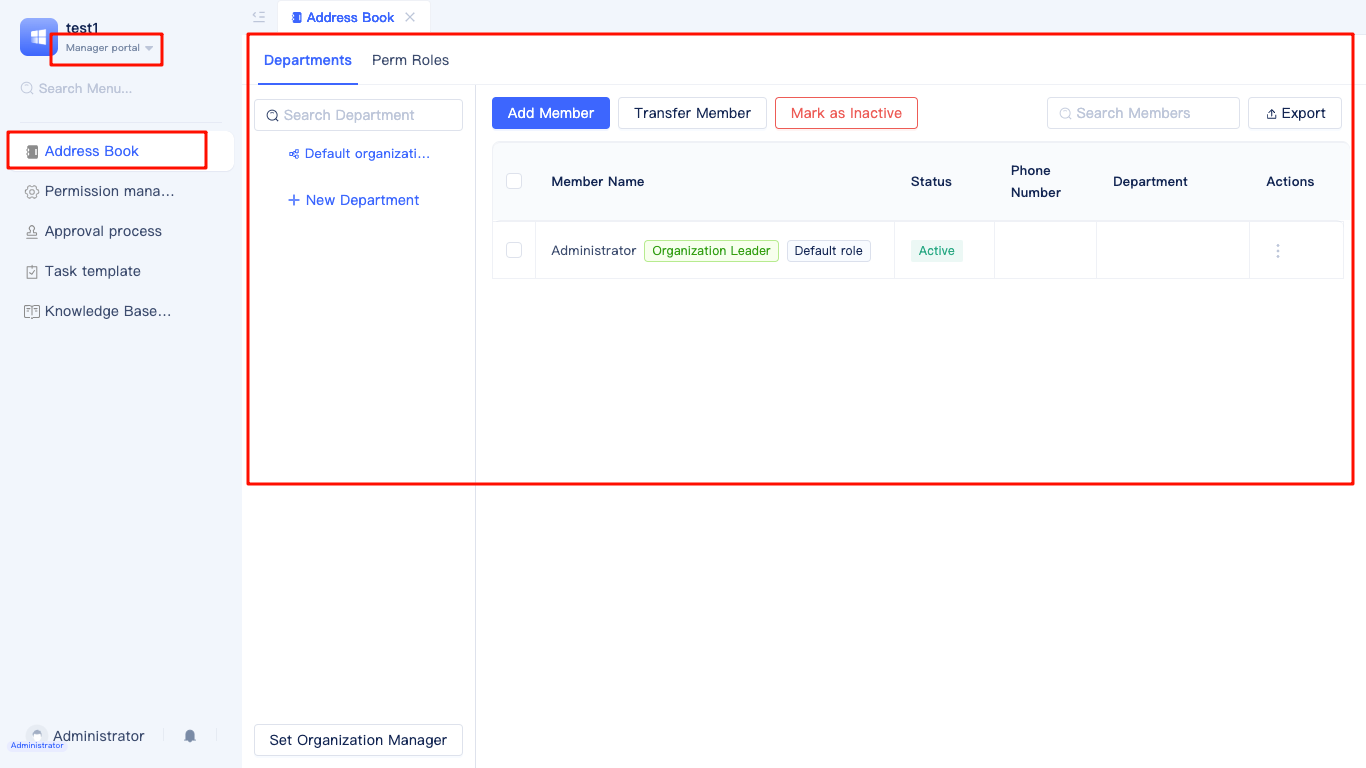 test1
Manager portal
Search Menu...
Address Book
Permission mana...
Approval process
Task template
Knowledge Base...
Administrator
Administrator
Address Book
Departments
Perm Roles
Search Department
Default organizati...
New Department
Set Organization Manager
Add Member
Transfer Member
Mark as Inactive
Search Members
Export
Member Name
Status
Phone
Number
Department
Actions
Administrator
Organization Leader
Default role
Active